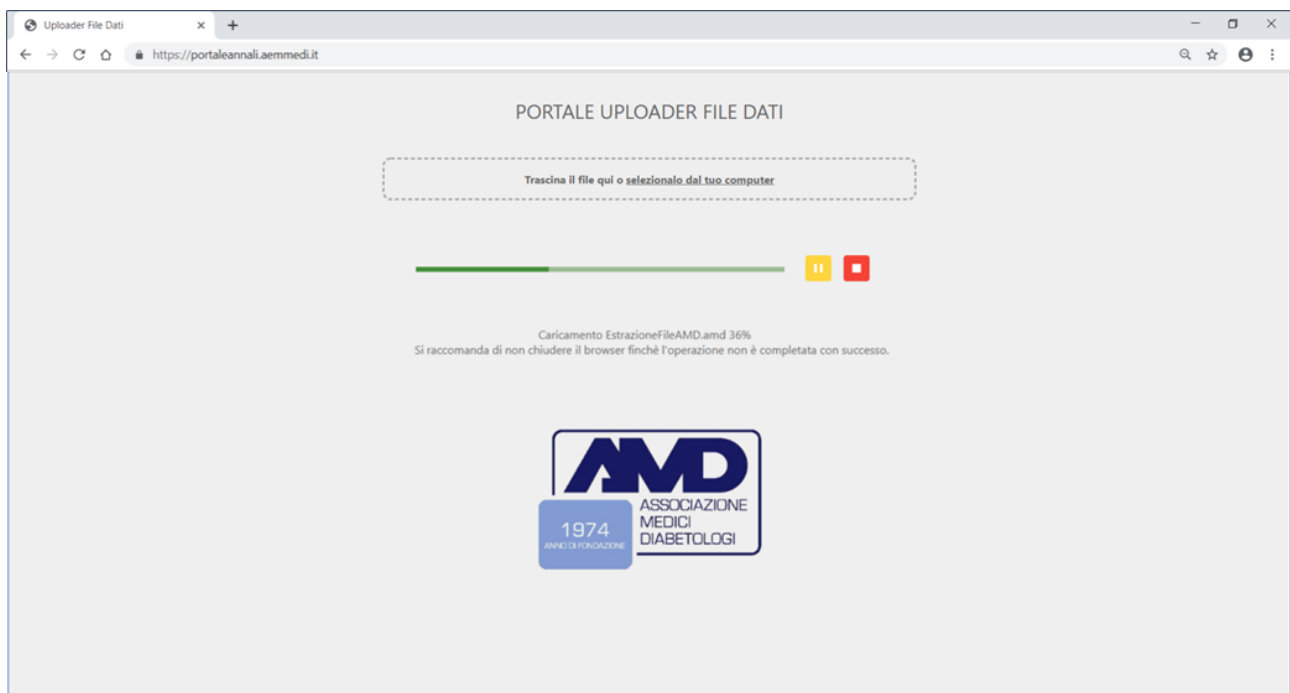 Uploader File Dati
https://portaleannali.aemmedi.it
PORTALE UPLOADER FILE DATI
Trascina il file qui o selezionalo dal tuo computer
Caricamento EstrazioneFileAMD.amd 36%
Si raccomanda di non chiudere il browser finchè l'operazione non è completata con successo.
AMD
ASSOCIAZIONE
MEDICI
DIABETOLOGI
1974
ANNO DI FONDAZIONE